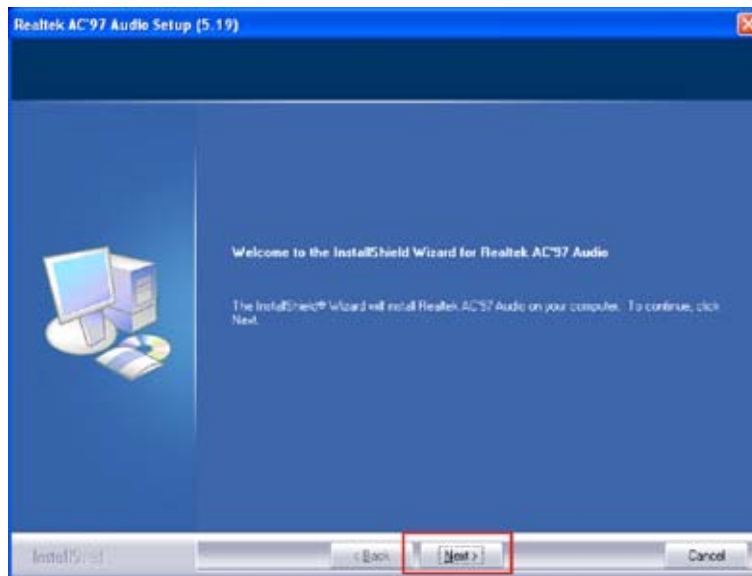 Realtek AC'97 Audio Setup (5.19)
Welcome to the InstallShield Wizard for Realtek AC'97 Audio
The InstallShield® Wizard will install Realtek AC'97 Audio on your computer. To continue, click
Next.
InstallShield
< Back
Next >
Cancel